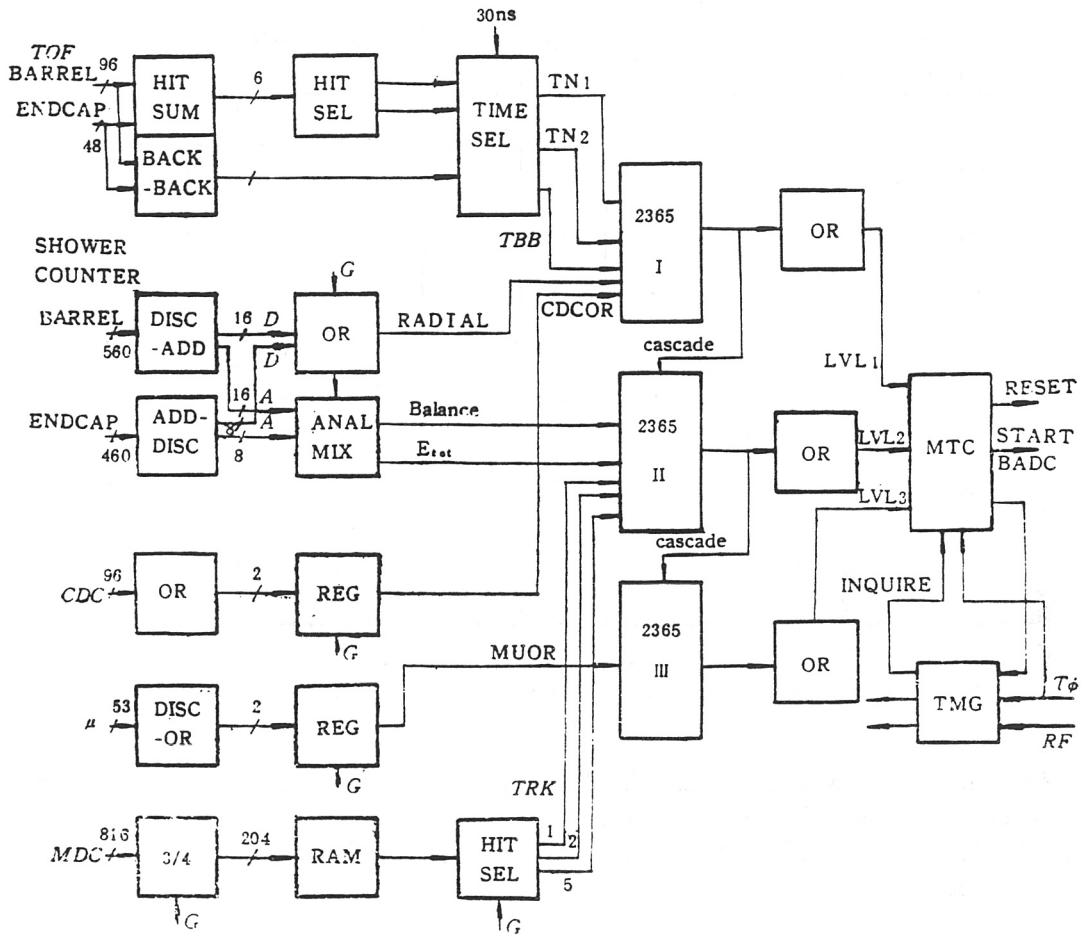 30ns
TOF
BARREL
96
ENDCAP
48
HIT
SUM
6
HIT
SEL
TIME
SEL
TN1
TN2
BACK
-BACK
TBB
2365
I
OR
SHOWER
COUNTER
BARREL
560
DISC
-ADD
16
D
D
G
OR
RADIAL
CDCOR
cascade
LVL1
ENDCAP
460
ADD-
DISC
16
A
8
A
8
ANAL
MIX
Balance
Etot
2365
II
OR
LVL2
LVL3
MTC
RESET
START
BADC
cascade
CDC
96
OR
2
REG
G
INQUIRE
MUOR
2365
III
OR
μ
53
DISC
-OR
2
REG
G
TMG
Tϕ
RF
TRK
MDC
816
3/4
G
204
RAM
HIT
SEL
G
1
2
5